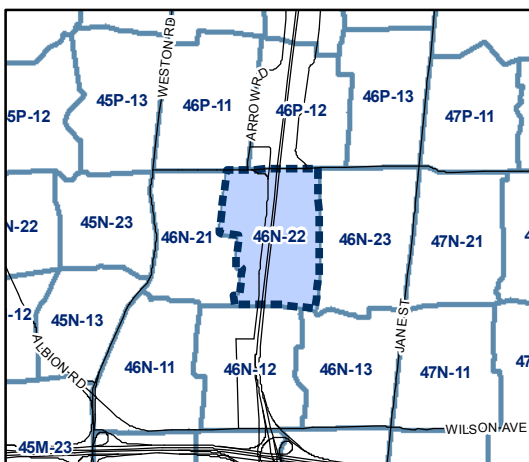 WESTON RD
ARROW RD
45P-13
46P-11
46P-12
46P-13
47P-11
5P-12
N-22
45N-23
46N-21
46N-22
46N-23
47N-21
4
-12
45N-13
ALBION RD
46N-11
46N-12
46N-13
JANE ST
47N-11
47
WILSON AVE
45M-23